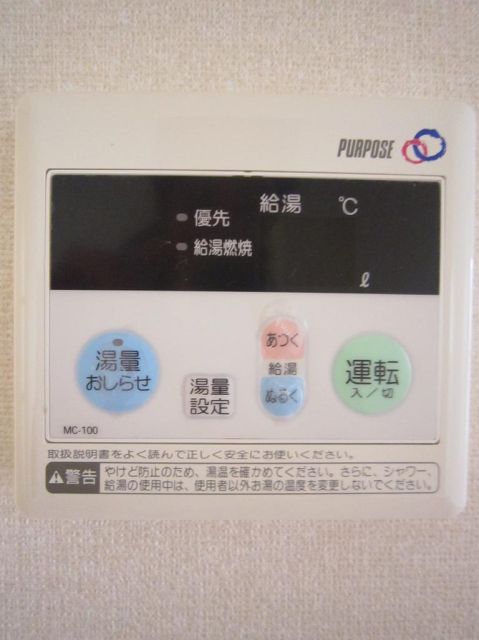 PURPOSE
給湯 ℃
優先
給湯燃焼
ℓ
湯量
おしらせ
湯量
設定
あつく
給湯
ぬるく
運転
入／切
MC-100
取扱説明書をよく読んで正しく安全にお使いください。
警告
やけど防止のため、湯温を確かめてください。さらに、シャワー、
給湯の使用中は、使用者以外お湯の温度を変更しないでください。